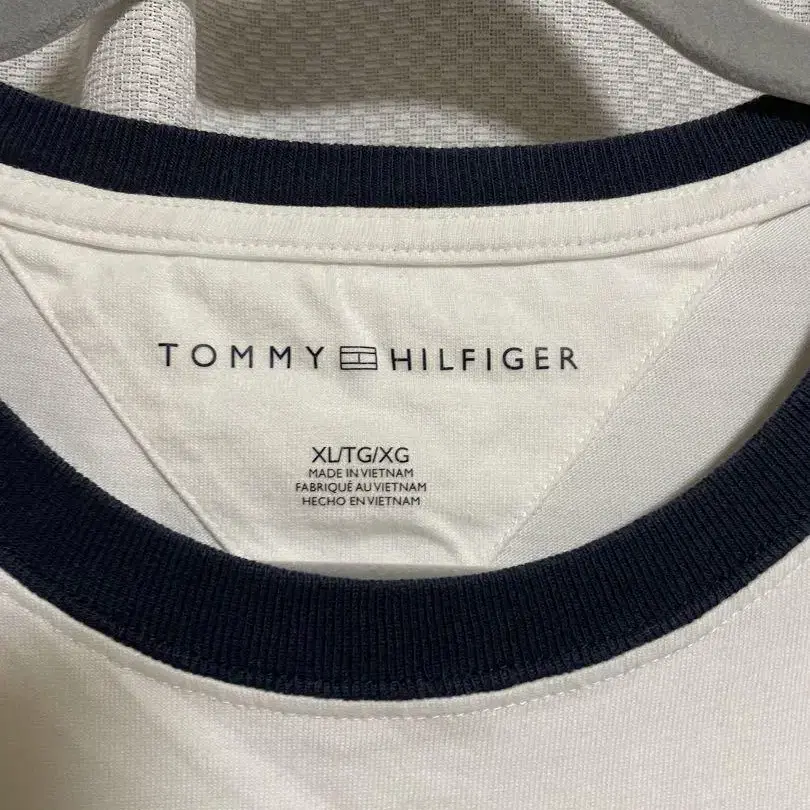 TOMMY HILFIGER
XL/TG/XG
MADE IN VIETNAM
FABRIQUÉ AU VIETNAM
HECHO EN VIETNAM